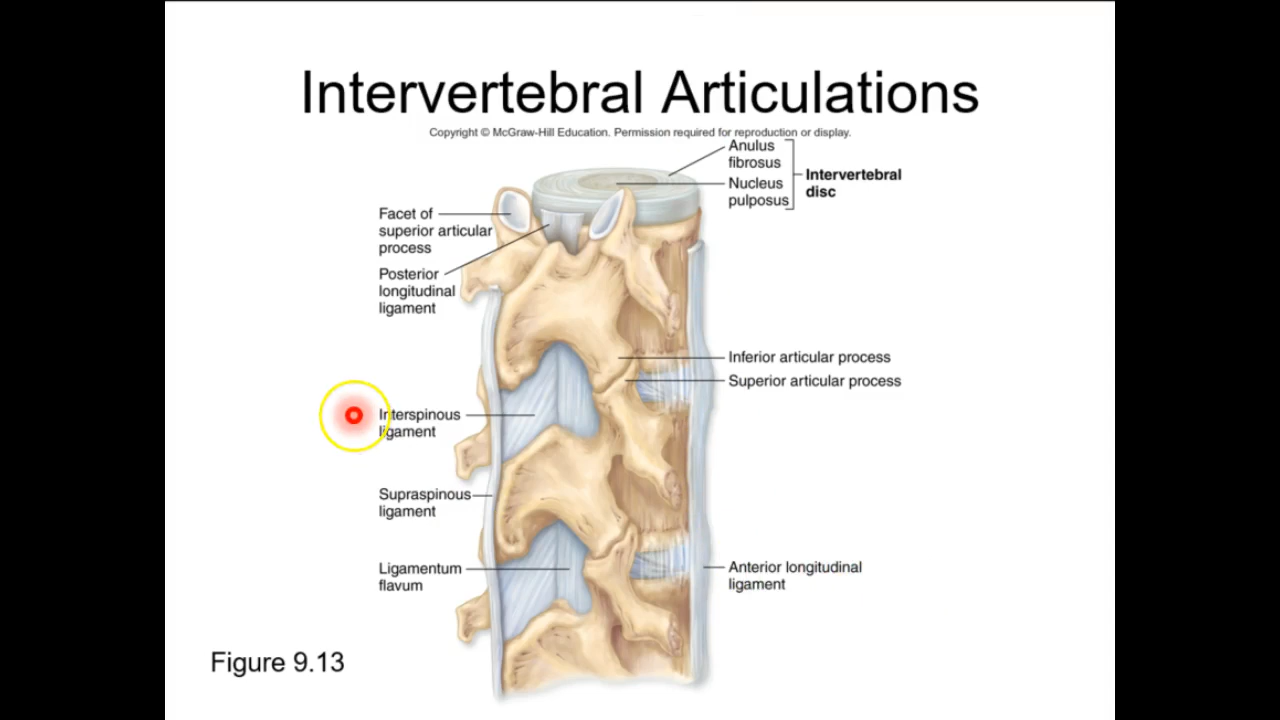 Intervertebral Articulations
Copyright © McGraw-Hill Education. Permission required for reproduction or display.
Anulus
fibrosus
Nucleus
pulposus
Intervertebral
disc
Facet of
superior articular
process
Posterior
longitudinal
ligament
Inferior articular process
Superior articular process
Interspinous
ligament
Supraspinous
ligament
Ligamentum
flavum
Anterior longitudinal
ligament
Figure 9.13